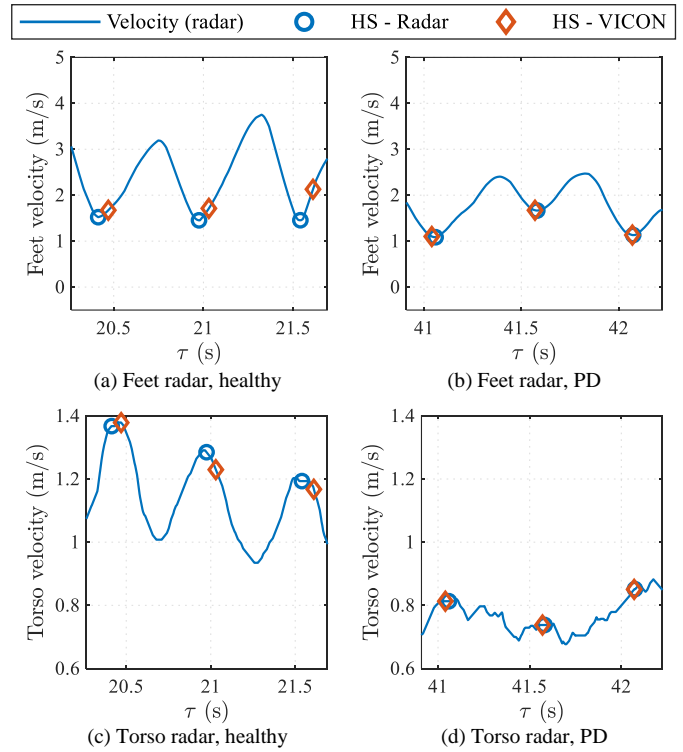 Velocity (radar) HS - Radar HS - VICON
5
4
3
2
1
0
Feet velocity (m/s)
20.5 21 21.5
τ (s)
(a) Feet radar, healthy
5
4
3
2
1
0
Feet velocity (m/s)
41 41.5 42
τ (s)
(b) Feet radar, PD
1.4
1.2
1
0.8
0.6
Torso velocity (m/s)
20.5 21 21.5
τ (s)
(c) Torso radar, healthy
1.4
1.2
1
0.8
0.6
Torso velocity (m/s)
41 41.5 42
τ (s)
(d) Torso radar, PD